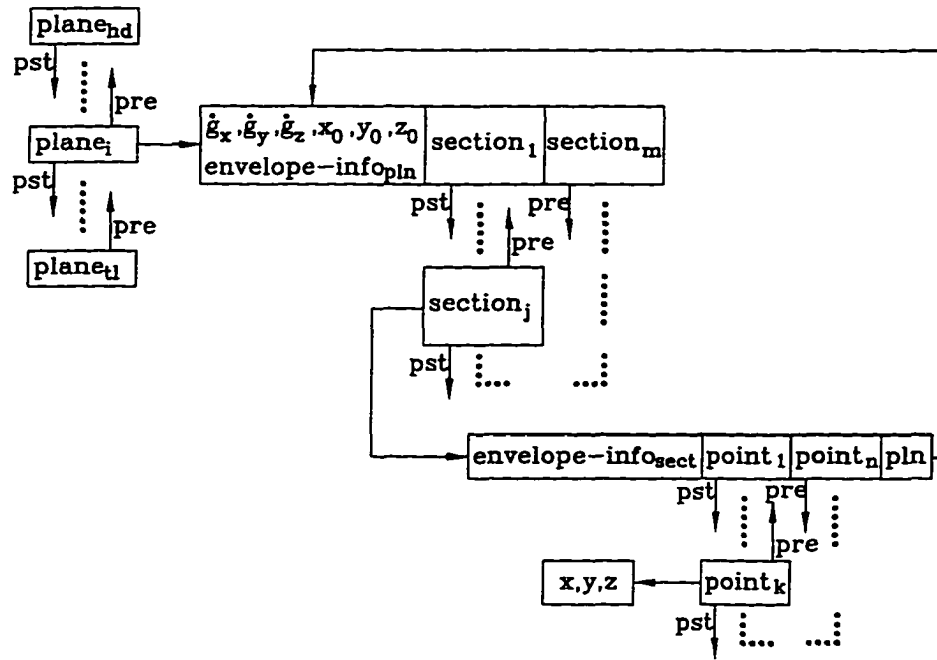 plane_hd
pst
pre
plane_i
pst
pre
plane_tl
ġ_x,ġ_y,ġ_z,x_0,y_0,z_0
envelope-info_pln
section_1
section_m
pst
pre
pre
section_j
pst
envelope-info_sect
point_1
point_n
pln
pst
pre
pre
x,y,z
point_k
pst